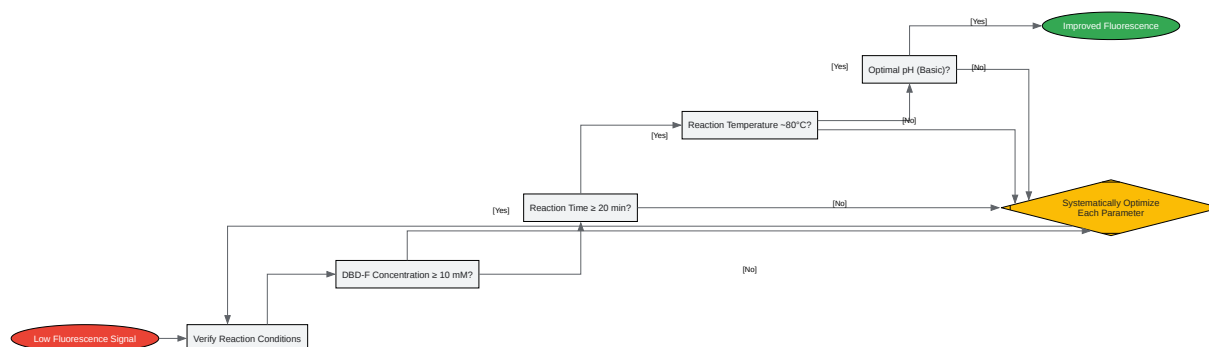 [Yes]
Improved Fluorescence
[Yes]
Optimal pH (Basic)?
[No]
[Yes]
Reaction Temperature ~80°C?
[No]
[Yes]
Reaction Time ≥ 20 min?
[No]
Systematically Optimize
Each Parameter
DBD-F Concentration ≥ 10 mM?
[No]
Low Fluorescence Signal
Verify Reaction Conditions